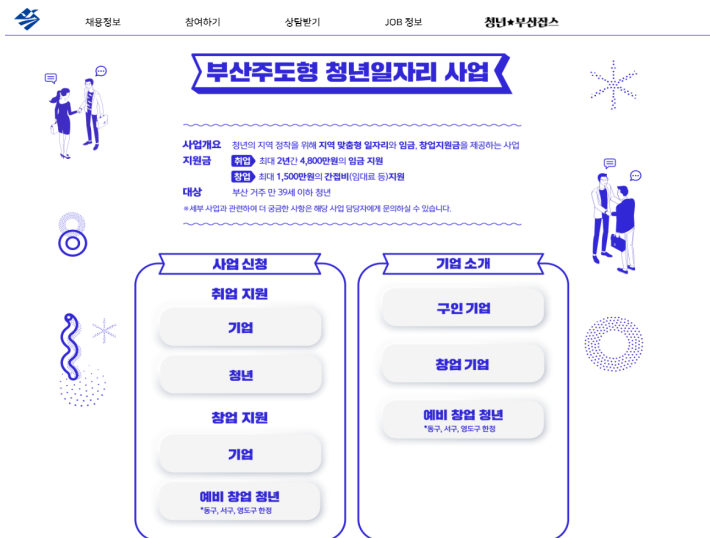 채용정보 참여하기 상담받기 JOB 정보 청년★부산잡스
부산주도형 청년일자리 사업
사업개요 청년의 지역 정착을 위해 지역 맞춤형 일자리와 임금, 창업지원금을 제공하는 사업
지원금 취업 최대 2년간 4,800만원의 임금 지원
창업 최대 1,500만원의 간접비(임대료 등)지원
대상 부산 거주 만 39세 이하 청년
※세부 사업과 관련하여 더 궁금한 사항은 해당 사업 담당자에게 문의하실 수 있습니다.
사업 신청
취업 지원
기업
청년
창업 지원
기업
예비 창업 청년
*동구, 서구, 영도구 한정
기업 소개
구인 기업
창업 기업
예비 창업 청년
*동구, 서구, 영도구 한정